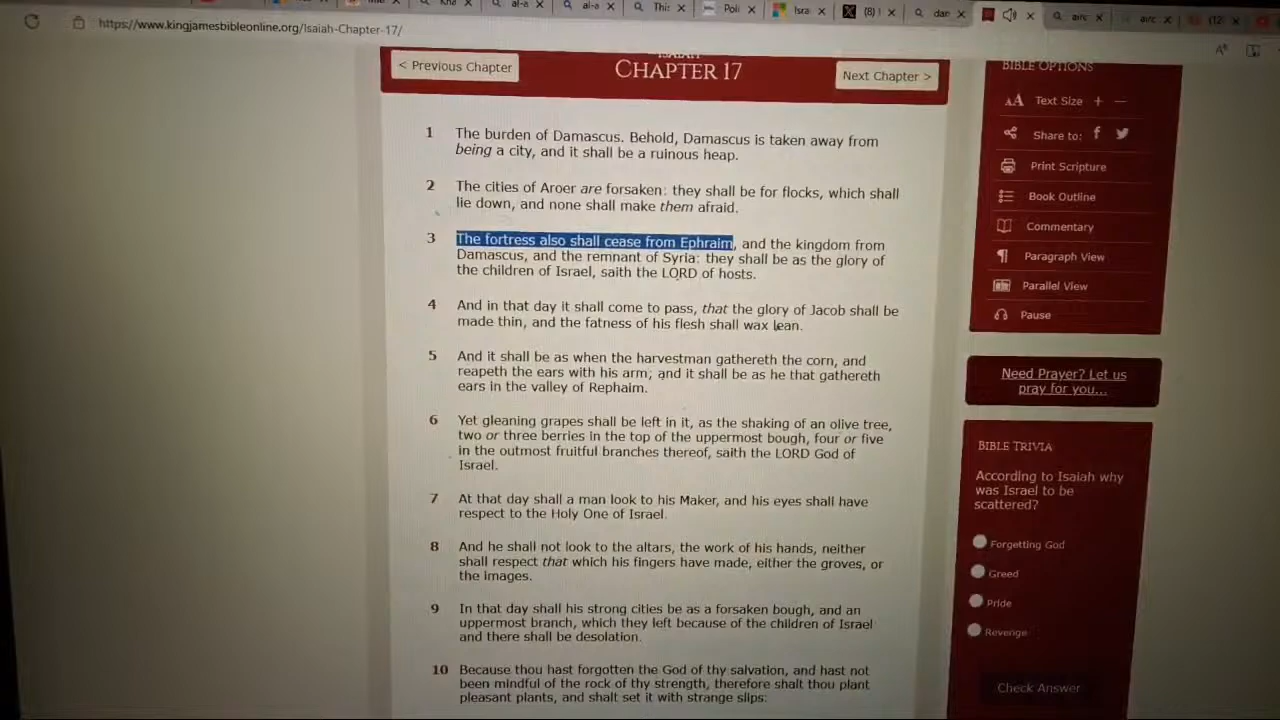 Kha
al-a
al-a
This
Poli
Isra
(8)
dar
airc
airc
(12
https://www.kingjamesbibleonline.org/Isaiah-Chapter-17/
ISAIAH
< Previous Chapter
CHAPTER 17
Next Chapter >
1 The burden of Damascus. Behold, Damascus is taken away from
being a city, and it shall be a ruinous heap.
2 The cities of Aroer are forsaken: they shall be for flocks, which shall
lie down, and none shall make them afraid.
3 The fortress also shall cease from Ephraim, and the kingdom from
Damascus, and the remnant of Syria: they shall be as the glory of
the children of Israel, saith the LORD of hosts.
4 And in that day it shall come to pass, that the glory of Jacob shall be
made thin, and the fatness of his flesh shall wax lean.
5 And it shall be as when the harvestman gathereth the corn, and
reapeth the ears with his arm; and it shall be as he that gathereth
ears in the valley of Rephaim.
6 Yet gleaning grapes shall be left in it, as the shaking of an olive tree,
two or three berries in the top of the uppermost bough, four or five
in the outmost fruitful branches thereof, saith the LORD God of
Israel.
7 At that day shall a man look to his Maker, and his eyes shall have
respect to the Holy One of Israel.
8 And he shall not look to the altars, the work of his hands, neither
shall respect that which his fingers have made, either the groves, or
the images.
9 In that day shall his strong cities be as a forsaken bough, and an
uppermost branch, which they left because of the children of Israel
and there shall be desolation.
10 Because thou hast forgotten the God of thy salvation, and hast not
been mindful of the rock of thy strength, therefore shalt thou plant
pleasant plants, and shalt set it with strange slips:
BIBLE OPTIONS
AA Text Size + —
Share to:
Print Scripture
Book Outline
Commentary
Paragraph View
Parallel View
Pause
Need Prayer? Let us
pray for you...
BIBLE TRIVIA
According to Isaiah why
was Israel to be
scattered?
Forgetting God
Greed
Pride
Revenge
Check Answer